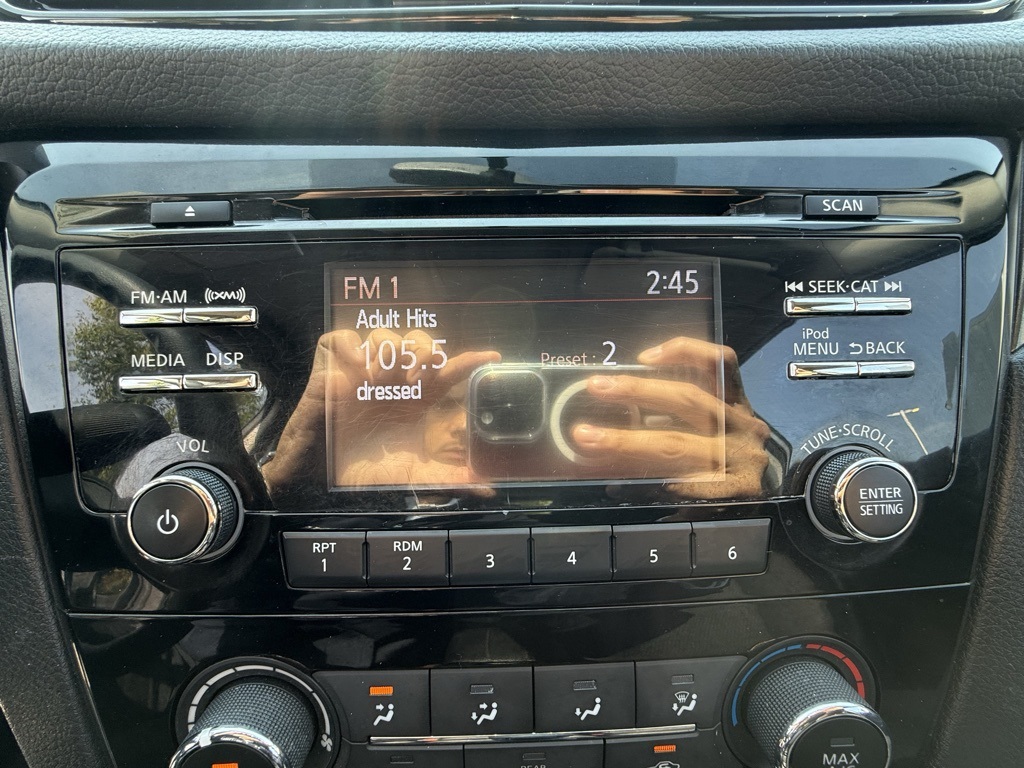 SCAN
FM·AM ((XM))
MEDIA DISP
VOL
FM 1 2:45
Adult Hits
105.5 Preset : 2
dressed
SEEK·CAT
iPod
MENU BACK
TUNE·SCROLL
ENTER
SETTING
RPT
1
RDM
2
3
4
5
6
MAX
A/C